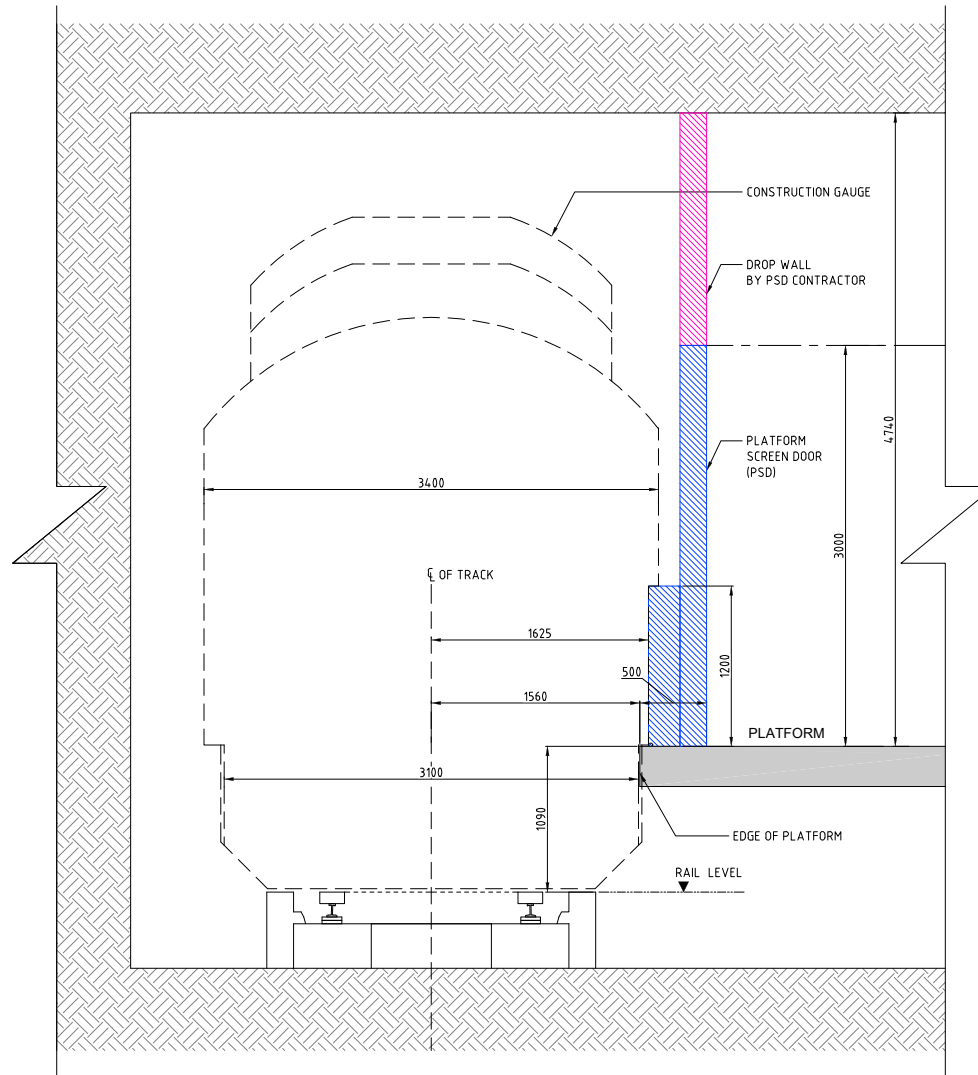 CONSTRUCTION GAUGE
DROP WALL
BY PSD CONTRACTOR
4740
PLATFORM
SCREEN DOOR
(PSD)
3400
3000
℄ OF TRACK
1625
1200
500
1560
PLATFORM
3100
1090
EDGE OF PLATFORM
RAIL LEVEL